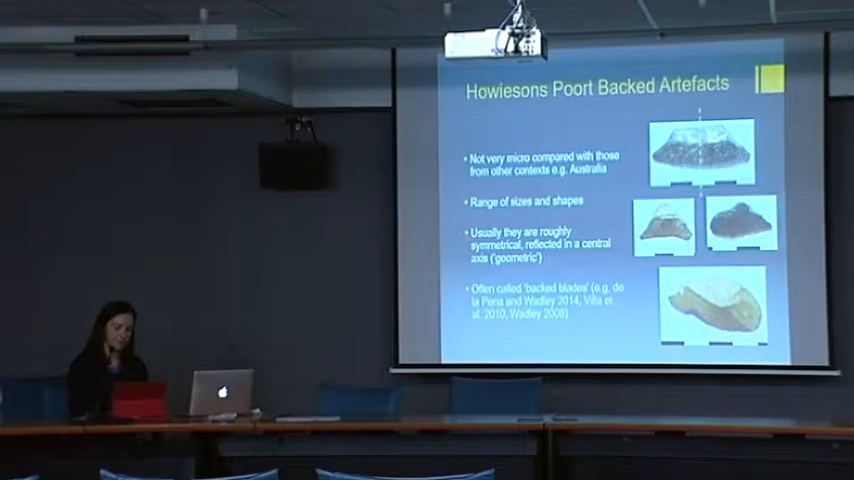 Howiesons Poort Backed Artefacts
• Not very micro compared with those
from other contexts e.g. Australia
• Range of sizes and shapes
• Usually they are roughly
symmetrical, reflected in a central
axis ('geometric')
• Often called 'backed blades' (e.g. de
la Pena and Wadley 2014, Villa et
al. 2010, Wadley 2008)